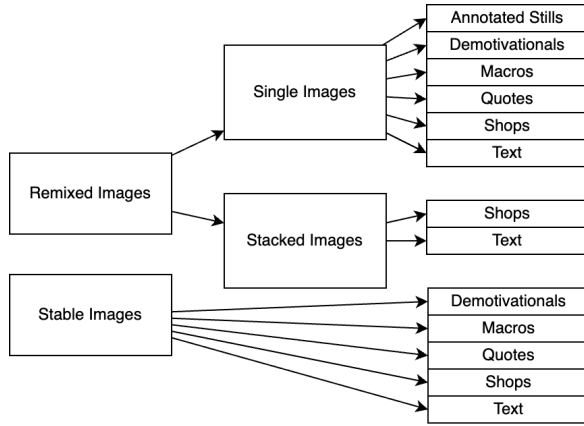 Remixed Images
Single Images
Annotated Stills
Demotivationals
Macros
Quotes
Shops
Text
Stacked Images
Shops
Text
Stable Images
Demotivationals
Macros
Quotes
Shops
Text